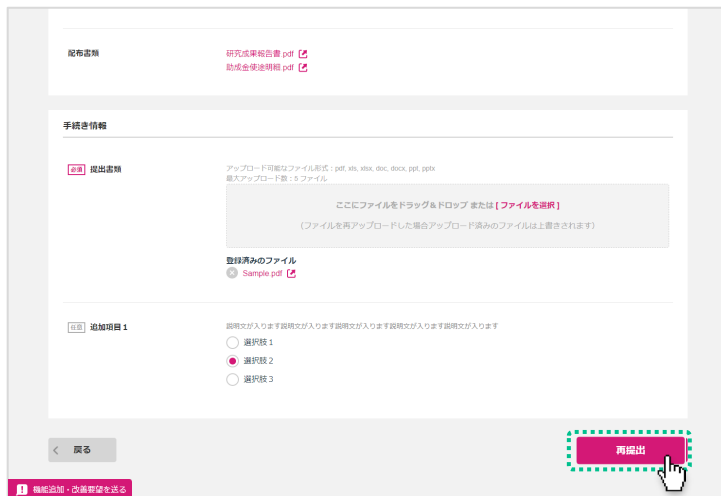 配布書類
研究成果報告書.pdf
助成金使途明細.pdf
手続き情報
必須 提出書類
アップロード可能なファイル形式：pdf, xls, xlsx, doc, docx, ppt, pptx
最大アップロード数：5 ファイル
ここにファイルをドラッグ＆ドロップ または [ ファイルを選択 ]
(ファイルを再アップロードした場合アップロード済みのファイルは上書きされます)
登録済みのファイル
Sample.pdf
任意 追加項目 1
説明文が入ります説明文が入ります説明文が入ります説明文が入ります説明文が入ります
選択肢 1
選択肢 2
選択肢 3
戻る
再提出
機能追加・改善要望を送る